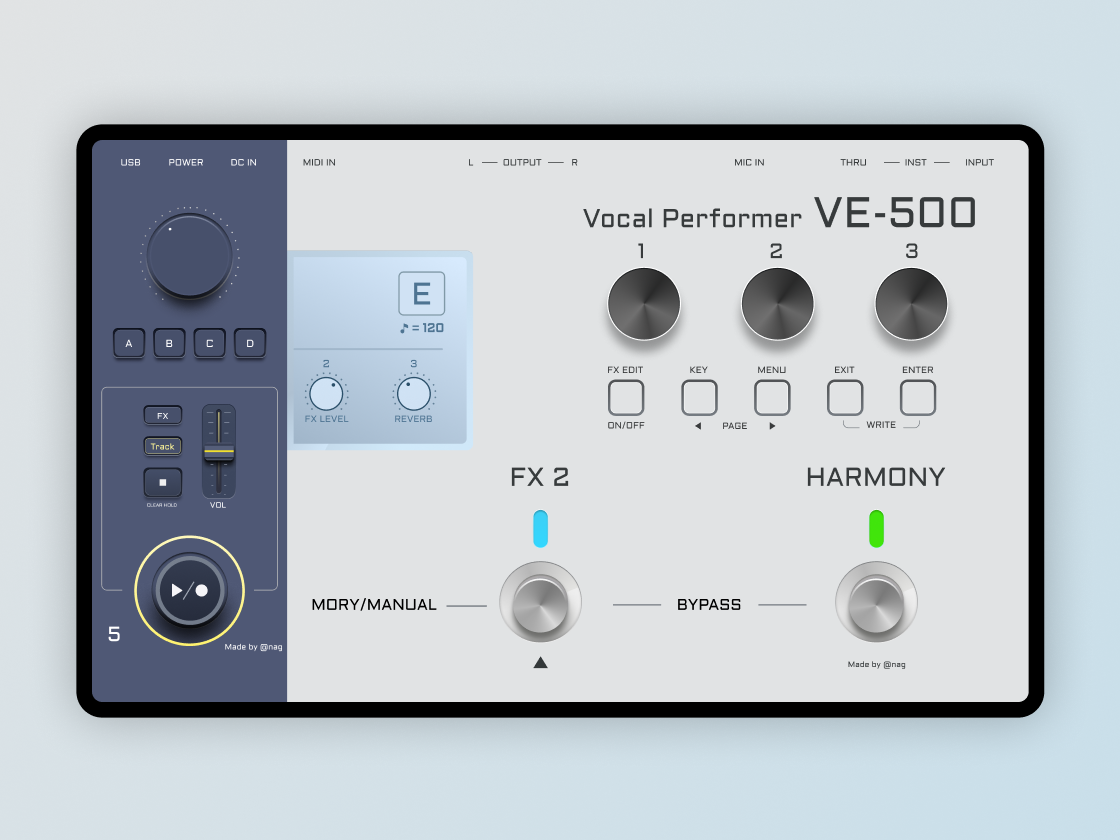 USB POWER DC IN MIDI IN L OUTPUT R MIC IN THRU INST INPUT
Vocal Performer VE-500
1 2 3
E
♪ = 120
A B C D
2 3
FX LEVEL REVERB
FX EDIT KEY MENU EXIT ENTER
ON/OFF PAGE WRITE
FX
Track
CLEAR HOLD
VOL
FX 2 HARMONY
MORY/MANUAL BYPASS
5
Made by @nag
Made by @nag